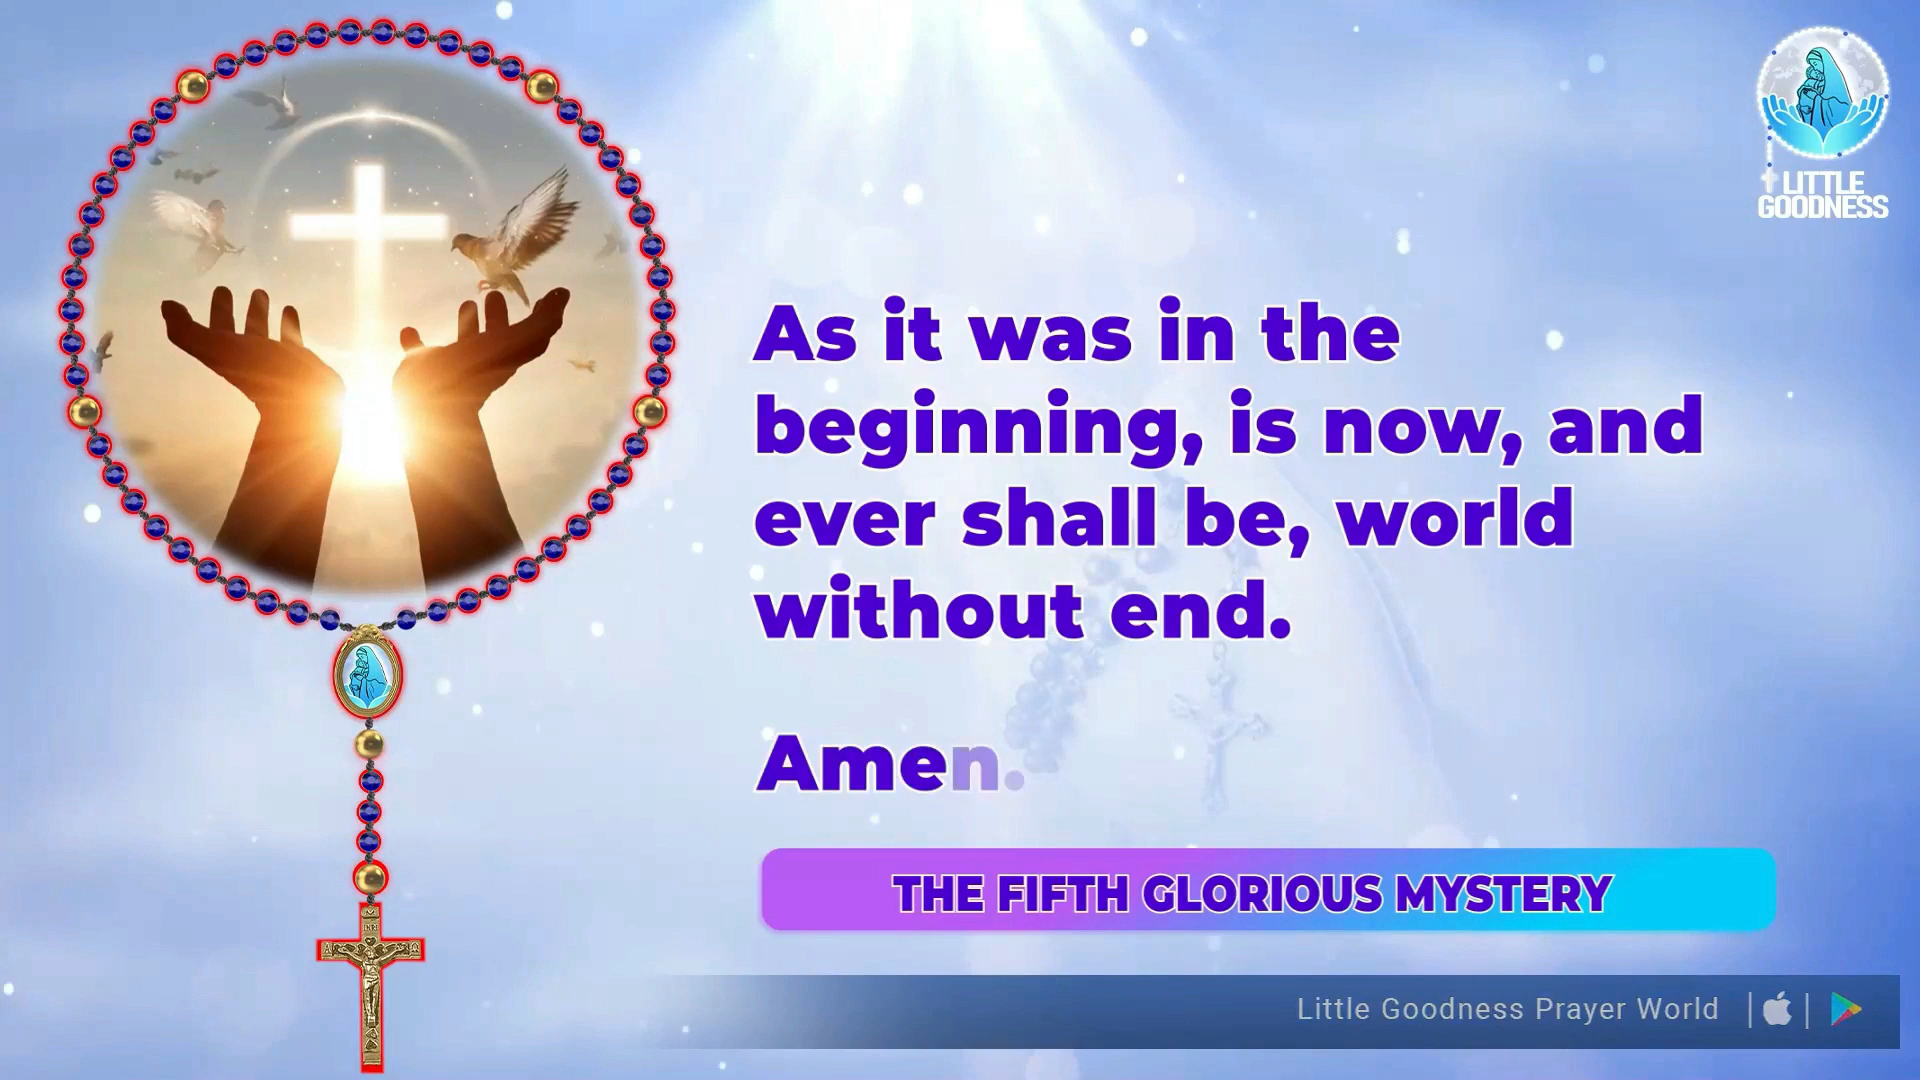 LITTLE
GOODNESS
As it was in the
beginning, is now, and
ever shall be, world
without end.
Amen.
THE FIFTH GLORIOUS MYSTERY
Little Goodness Prayer World
INRI